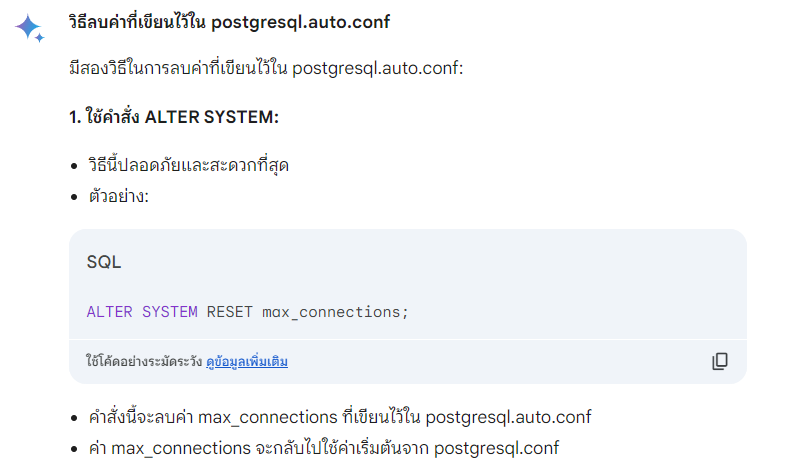 วิธีลบค่าที่เขียนไว้ใน postgresql.auto.conf
มีสองวิธีในการลบค่าที่เขียนไว้ใน postgresql.auto.conf:
1. ใช้คำสั่ง ALTER SYSTEM:
• วิธีนี้ปลอดภัยและสะดวกที่สุด
• ตัวอย่าง:
SQL
ALTER SYSTEM RESET max_connections;
ใช้โค้ดอย่างระมัดระวัง ดูข้อมูลเพิ่มเติม
• คำสั่งนี้จะลบค่า max_connections ที่เขียนไว้ใน postgresql.auto.conf
• ค่า max_connections จะกลับไปใช้ค่าเริ่มต้นจาก postgresql.conf